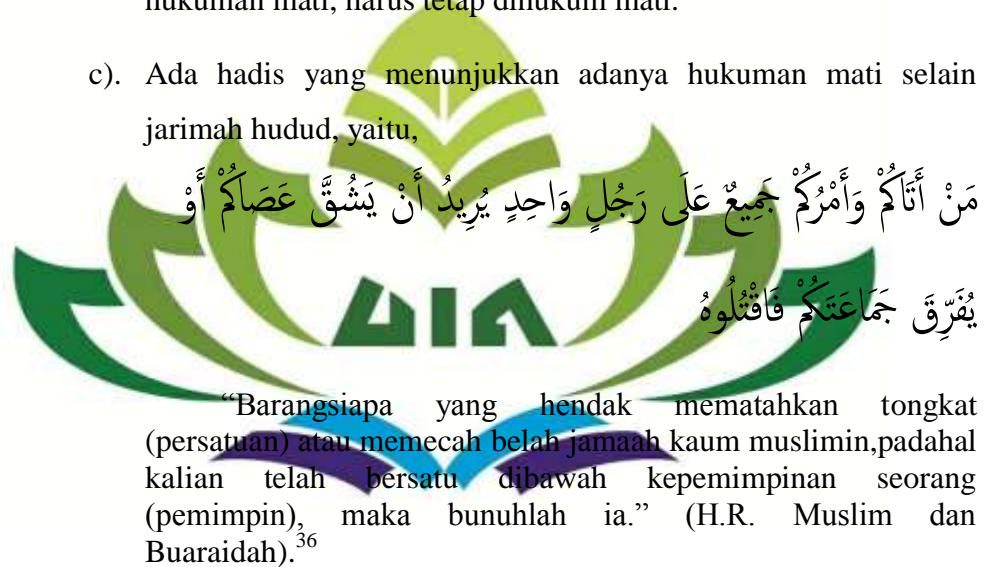 hukuman mati, harus tetap dihukum mati.
c). Ada hadis yang menunjukkan adanya hukuman mati selain
jarimah hudud, yaitu,
مَنْ أَتَاكُمْ وَأَمْرُكُمْ جَمِيعٌ عَلَى رَجُلٍ وَاحِدٍ يُرِيدُ أَنْ يَشُقَّ عَصَاكُمْ أَوْ
يُفَرِّقَ جَمَاعَتَكُمْ فَاقْتُلُوهُ
UIN
“Barangsiapa yang hendak mematahkan tongkat
(persatuan) atau memecah belah jamaah kaum muslimin,padahal
kalian telah bersatu dibawah kepemimpinan seorang
(pemimpin), maka bunuhlah ia.” (H.R. Muslim dan
Buaraidah).36